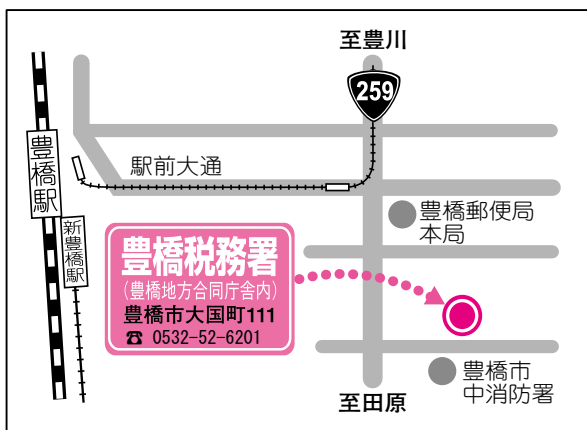 至豊川
259
豊橋駅
駅前大通
新豊橋駅
豊橋郵便局
本局
豊橋税務署
(豊橋地方合同庁舎内)
豊橋市大国町111
☎ 0532-52-6201
豊橋市
中消防署
至田原